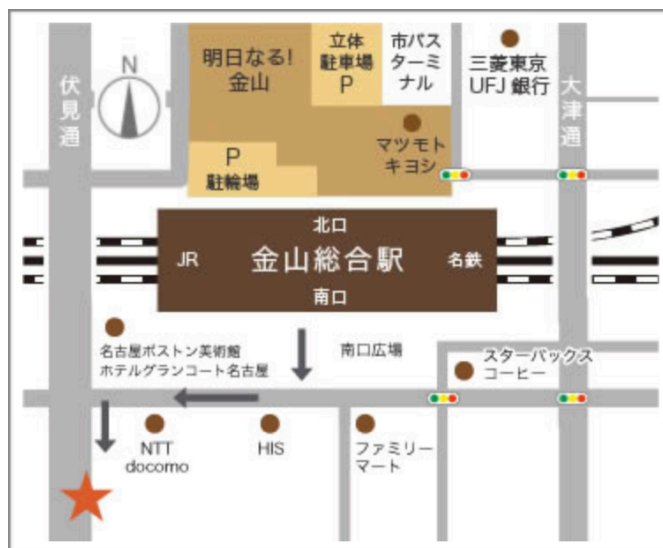 明日なる!
金山
立体
駐車場
P
市バス
ターミ
ナル
三菱東京
UFJ 銀行
伏見通
N
大津通
マツモト
キヨシ
P
駐輪場
北口
JR
金山総合駅
名鉄
南口
名古屋ボストン美術館
ホテルグランコート名古屋
南口広場
スターバックス
コーヒー
NTT
docomo
HIS
ファミリー
マート